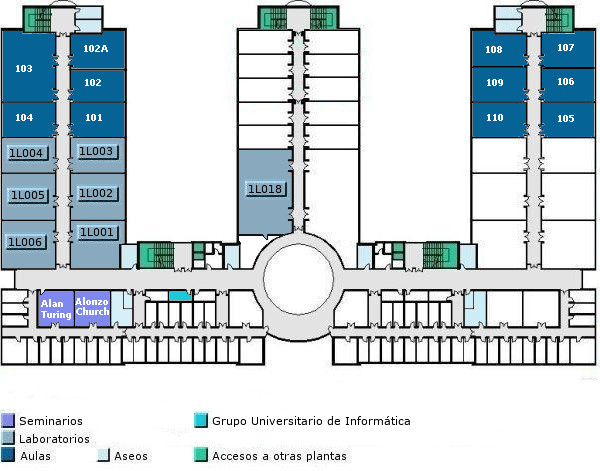 102A
108
107
103
102
109
106
104
101
110
105
1L004
1L003
1L005
1L002
1L018
1L006
1L001
Alan
Turing
Alonzo
Church
Seminarios
Grupo Universitario de Informática
Laboratorios
Aulas
Aseos
Accesos a otras plantas